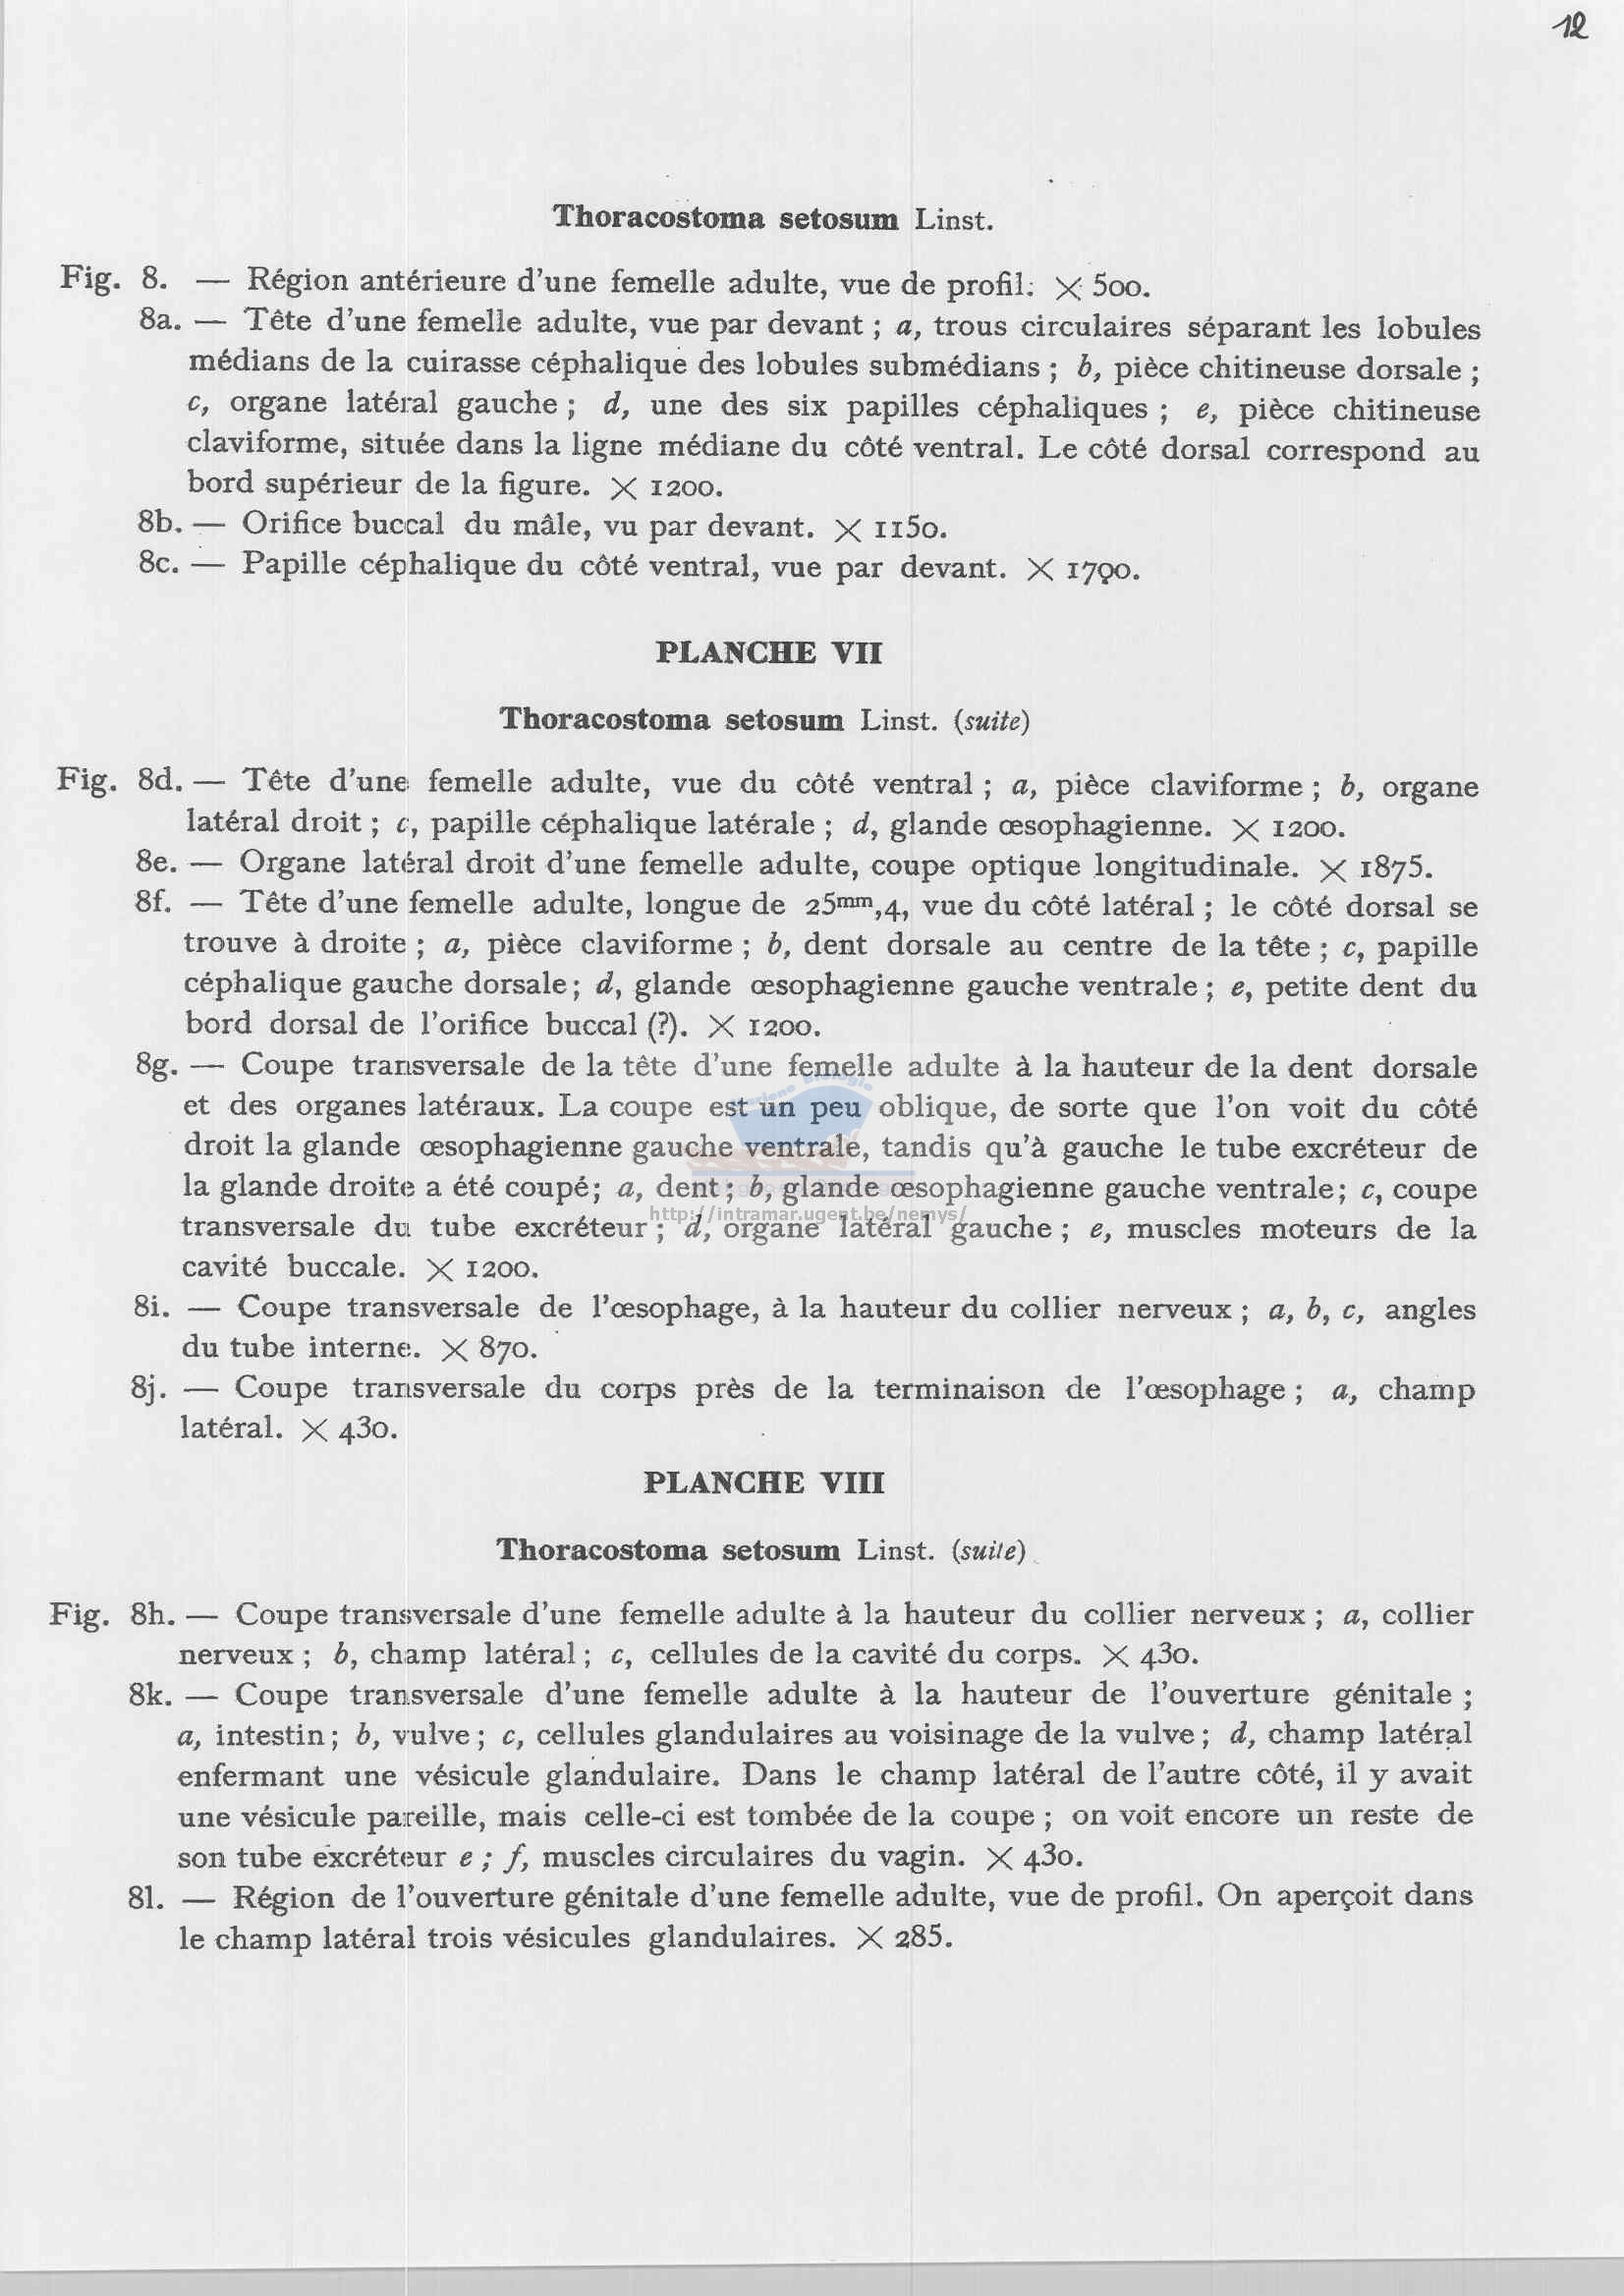 12
Thoracostoma setosum Linst.
Fig. 8. — Région antérieure d'une femelle adulte, vue de profil. × 500.
8a. — Tête d'une femelle adulte, vue par devant ; a, trous circulaires séparant les lobules
médians de la cuirasse céphalique des lobules submédians ; b, pièce chitineuse dorsale ;
c, organe latéral gauche ; d, une des six papilles céphaliques ; e, pièce chitineuse
claviforme, située dans la ligne médiane du côté ventral. Le côté dorsal correspond au
bord supérieur de la figure. × 1200.
8b. — Orifice buccal du mâle, vu par devant. × 1150.
8c. — Papille céphalique du côté ventral, vue par devant. × 1790.
PLANCHE VII
Thoracostoma setosum Linst. (suite)
Fig. 8d. — Tête d'une femelle adulte, vue du côté ventral ; a, pièce claviforme ; b, organe
latéral droit ; c, papille céphalique latérale ; d, glande œsophagienne. × 1200.
8e. — Organe latéral droit d'une femelle adulte, coupe optique longitudinale. × 1875.
8f. — Tête d'une femelle adulte, longue de 25mm,4, vue du côté latéral ; le côté dorsal se
trouve à droite ; a, pièce claviforme ; b, dent dorsale au centre de la tête ; c, papille
céphalique gauche dorsale ; d, glande œsophagienne gauche ventrale ; e, petite dent du
bord dorsal de l'orifice buccal (?). × 1200.
8g. — Coupe transversale de la tête d'une femelle adulte à la hauteur de la dent dorsale
et des organes latéraux. La coupe est un peu oblique, de sorte que l'on voit du côté
droit la glande œsophagienne gauche ventrale, tandis qu'à gauche le tube excréteur de
la glande droite a été coupé ; a, dent ; b, glande œsophagienne gauche ventrale ; c, coupe
http://intramar.ugent.be/nemys/
transversale du tube excréteur ; d, organe latéral gauche ; e, muscles moteurs de la
cavité buccale. × 1200.
8i. — Coupe transversale de l'œsophage, à la hauteur du collier nerveux ; a, b, c, angles
du tube interne. × 870.
8j. — Coupe transversale du corps près de la terminaison de l'œsophage ; a, champ
latéral. × 430.
PLANCHE VIII
Thoracostoma setosum Linst. (suite)
Fig. 8h. — Coupe transversale d'une femelle adulte à la hauteur du collier nerveux ; a, collier
nerveux ; b, champ latéral ; c, cellules de la cavité du corps. × 430.
8k. — Coupe transversale d'une femelle adulte à la hauteur de l'ouverture génitale ;
a, intestin ; b, vulve ; c, cellules glandulaires au voisinage de la vulve ; d, champ latéral
enfermant une vésicule glandulaire. Dans le champ latéral de l'autre côté, il y avait
une vésicule pareille, mais celle-ci est tombée de la coupe ; on voit encore un reste de
son tube excréteur e ; f, muscles circulaires du vagin. × 430.
8l. — Région de l'ouverture génitale d'une femelle adulte, vue de profil. On aperçoit dans
le champ latéral trois vésicules glandulaires. × 285.